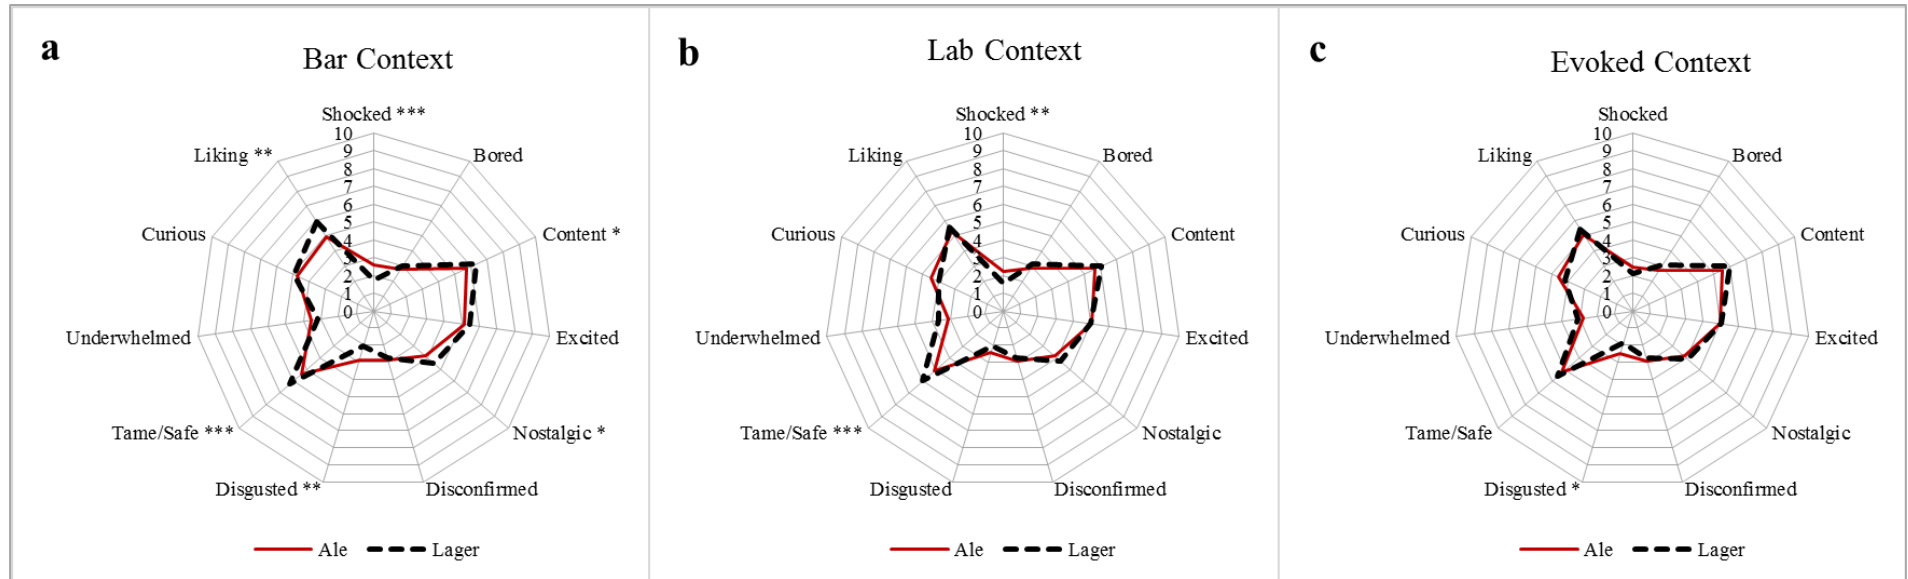 a
Bar Context
Shocked ***
Bored
Content *
Excited
Nostalgic *
Disconfirmed
Disgusted **
Tame/Safe ***
Underwhelmed
Curious
Liking **
10
9
8
7
6
5
4
3
2
1
0
Ale
Lager
b
Lab Context
Shocked **
Bored
Content
Excited
Nostalgic
Disconfirmed
Disgusted
Tame/Safe ***
Underwhelmed
Curious
Liking
10
9
8
7
6
5
4
3
2
1
0
Ale
Lager
c
Evoked Context
Shocked
Bored
Content
Excited
Nostalgic
Disconfirmed
Disgusted *
Tame/Safe
Underwhelmed
Curious
Liking
10
9
8
7
6
5
4
3
2
1
0
Ale
Lager